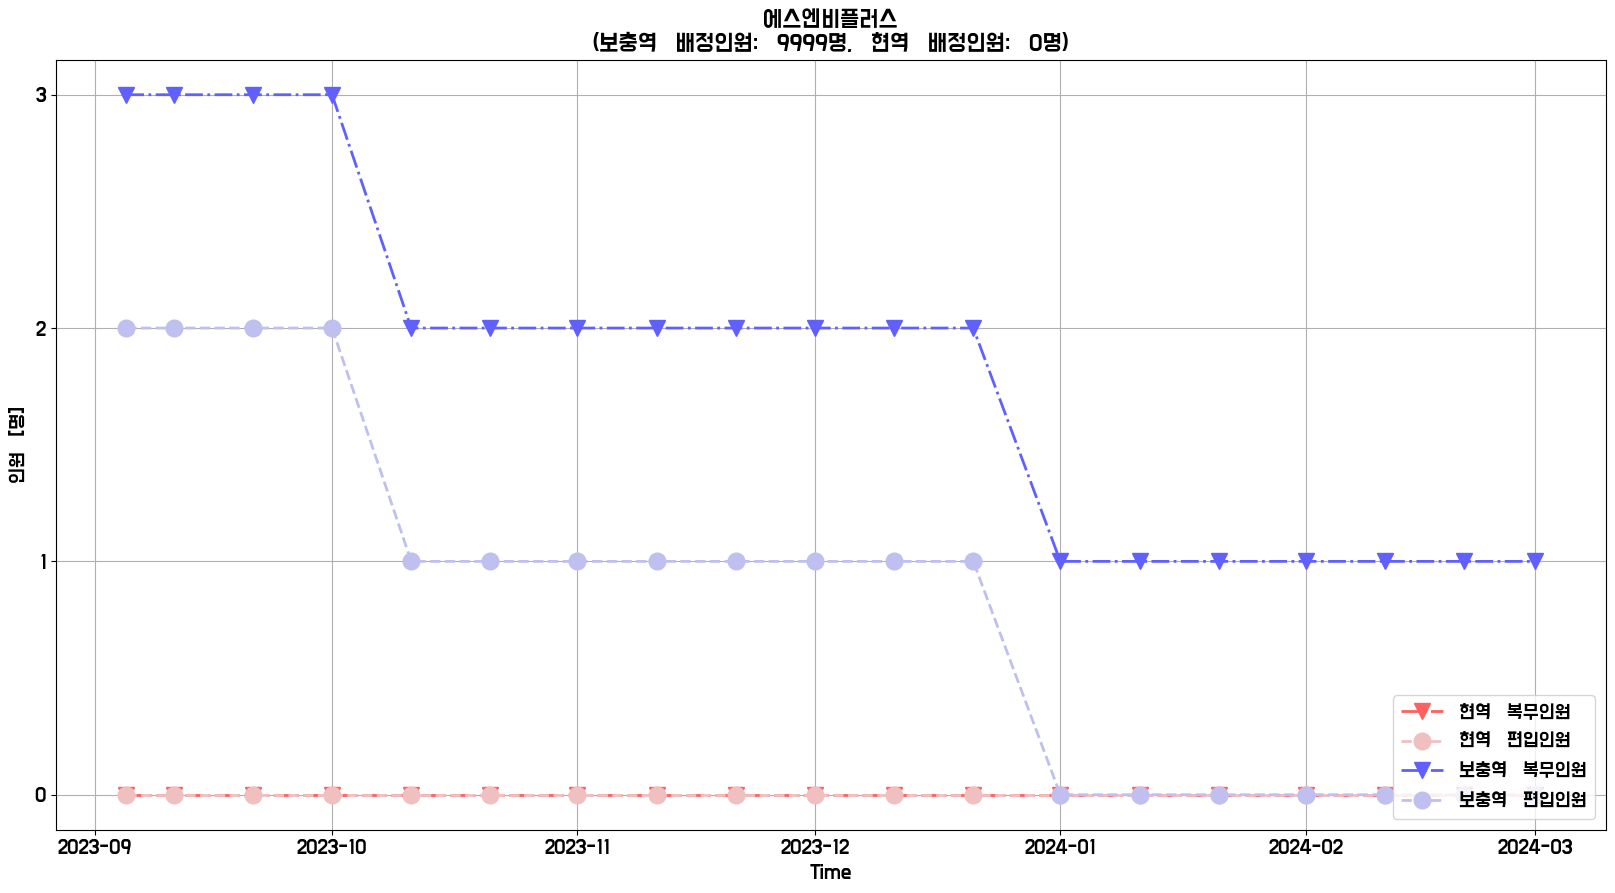 에스엔비플러스
(보충역 배정인원: 9999명, 현역 배정인원: 0명)
인원 [명]
3
2
1
0
2023-09
2023-10
2023-11
2023-12
2024-01
2024-02
2024-03
Time
현역 복무인원
현역 편입인원
보충역 복무인원
보충역 편입인원